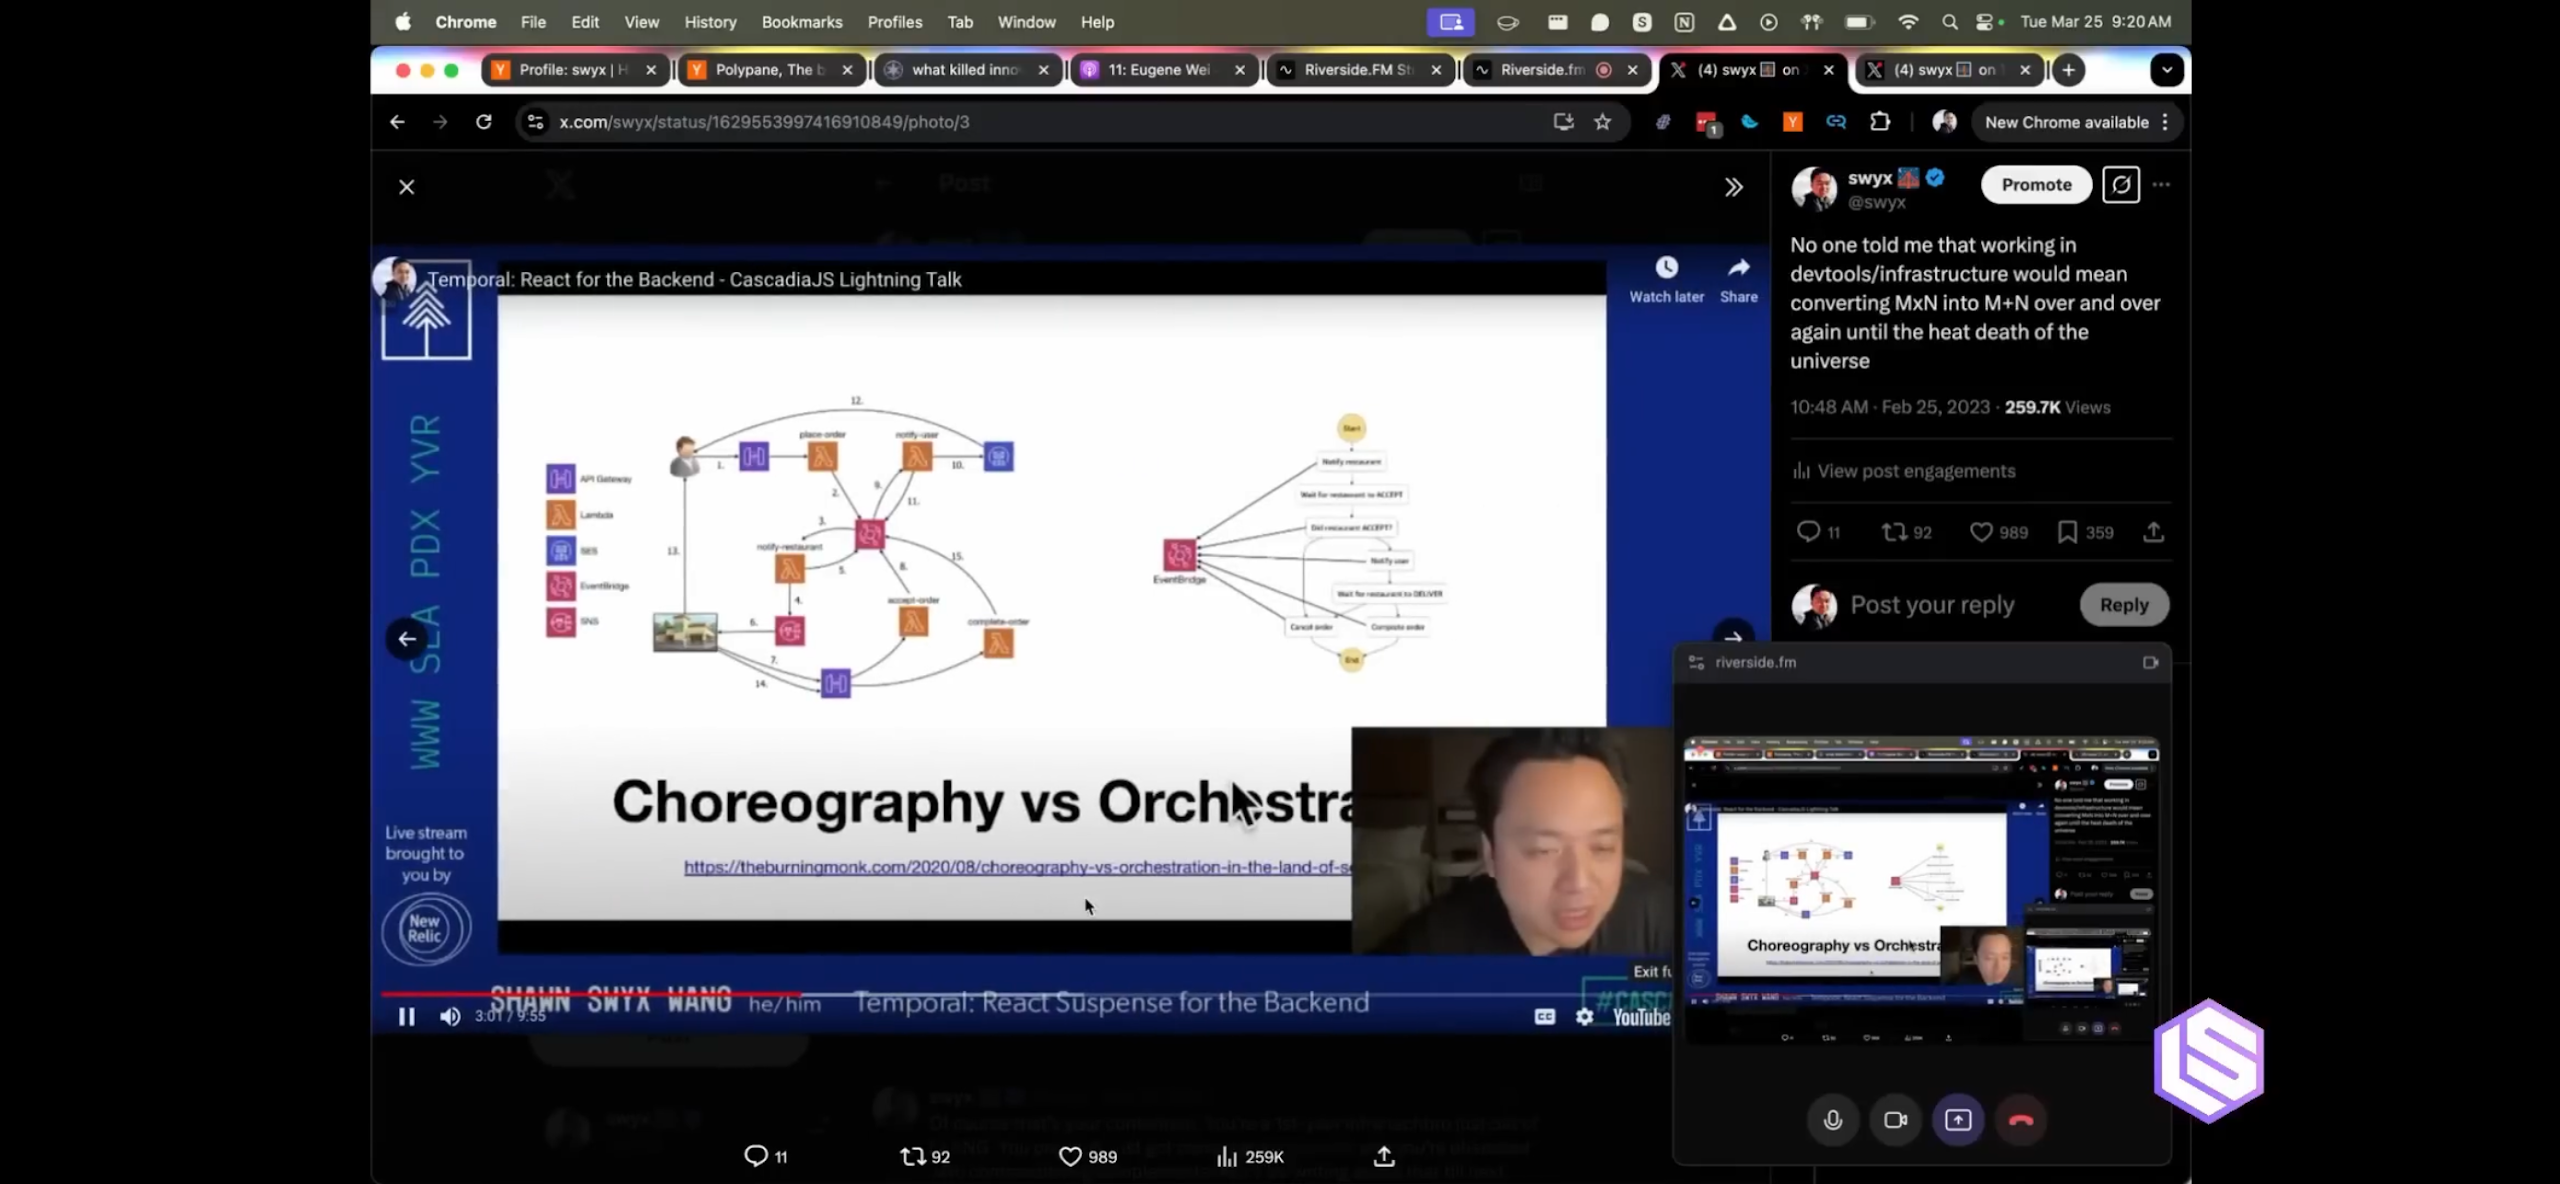 Chrome File Edit View History Bookmarks Profiles Tab Window Help
Tue Mar 25 9:20 AM
Profile: swyx | H
Polypane, The b
what killed inno
11: Eugene Wei
Riverside.FM St
Riverside.fm
(4) swyx on
(4) swyx on
x.com/swyx/status/1629553997416910849/photo/3
1
New Chrome available
Post
Temporal: React for the Backend - CascadiaJS Lightning Talk
Watch later
Share
WWW SEA PDX YVR
API Gateway
Lambda
SES
EventBridge
SNS
12.
place-order
notify-user
1.
10.
2.
9.
11.
3.
notify-restaurant
13.
5.
8.
15.
4.
accept-order
complete-order
6.
7.
14.
Start
Notify restaurant
Wait for restaurant to ACCEPT
Did restaurant ACCEPT?
EventBridge
Notify user
Wait for restaurant to DELIVER
Cancel order
Complete order
End
Choreography vs Orchestra
https://theburningmonk.com/2020/08/choreography-vs-orchestration-in-the-land-of-se
Live stream
brought to
you by
New
Relic
Exit fu
SHAWN SWYX WANG he/him Temporal: React Suspense for the Backend
#CASC
3:01 / 9:55
CC
YouTube
11
92
989
259K
swyx
@swyx
Promote
No one told me that working in
devtools/infrastructure would mean
converting MxN into M+N over and over
again until the heat death of the
universe
10:48 AM · Feb 25, 2023 · 259.7K Views
View post engagements
11
92
989
359
Post your reply
Reply
riverside.fm
Choreography vs Orchestra